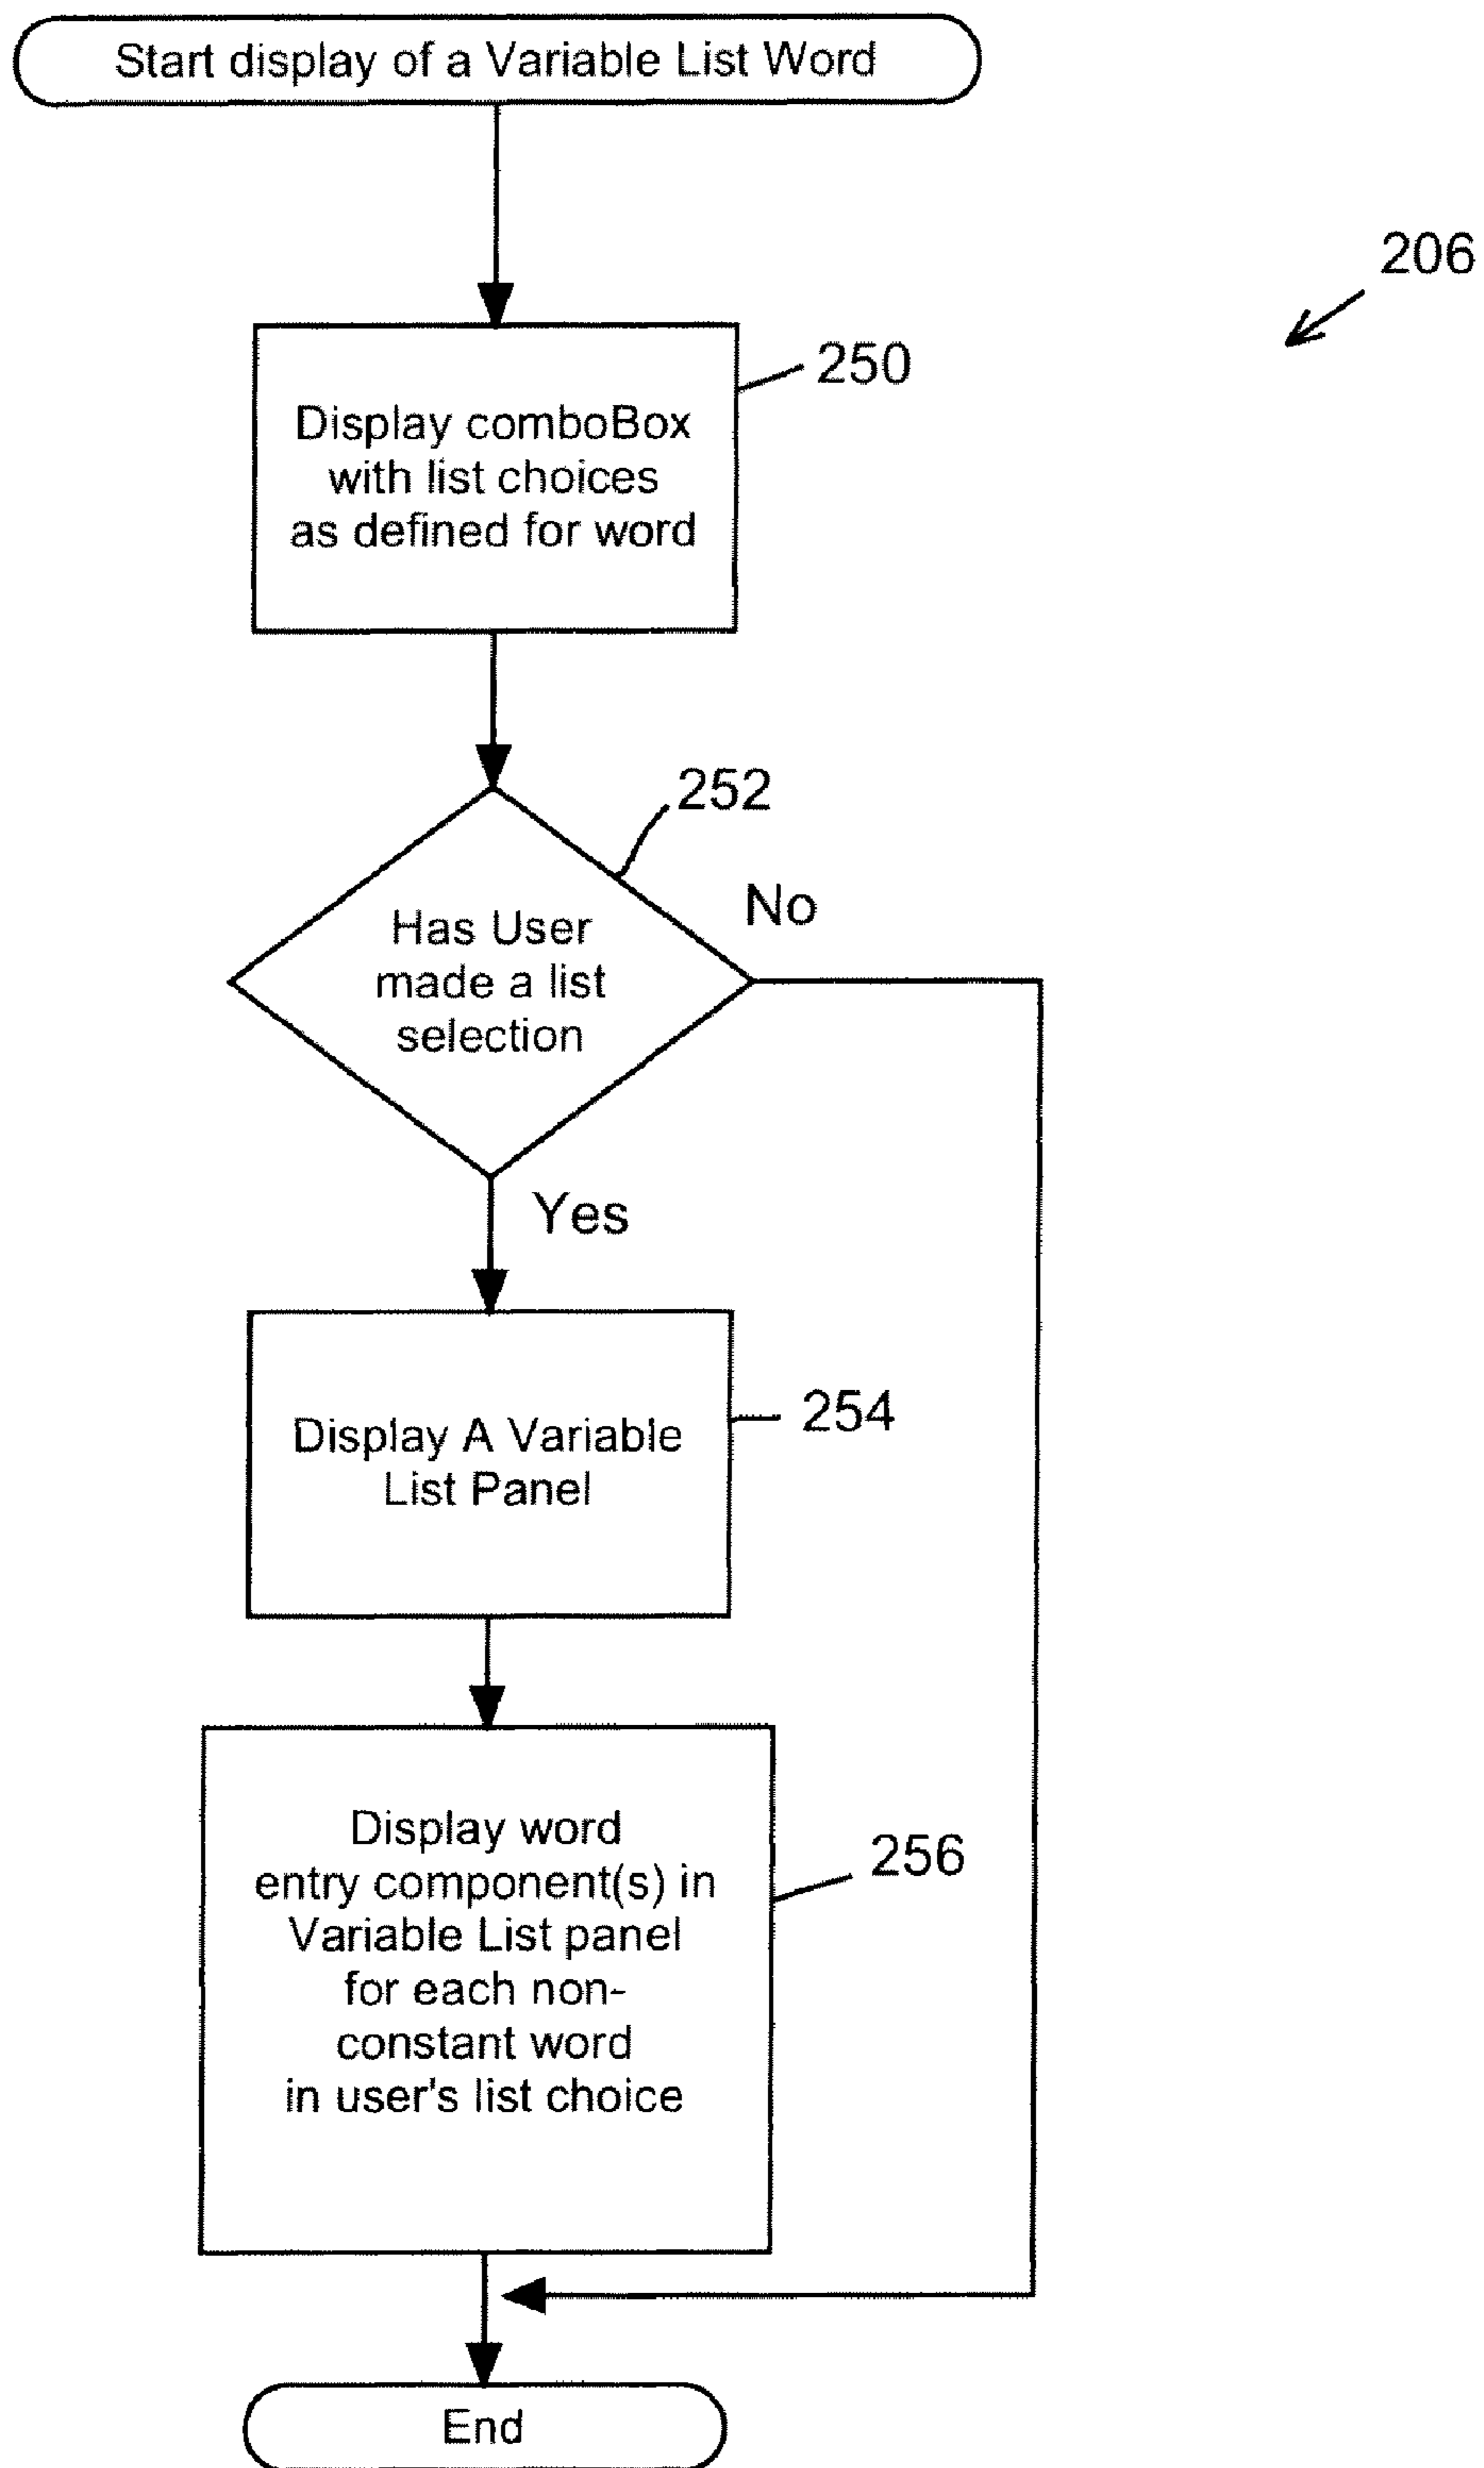 Start display of a Variable List Word
206
250
Display comboBox
with list choices
as defined for word
252
No
Has User
made a list
selection
Yes
254
Display A Variable
List Panel
256
Display word
entry component(s) in
Variable List panel
for each non-
constant word
in user's list choice
End